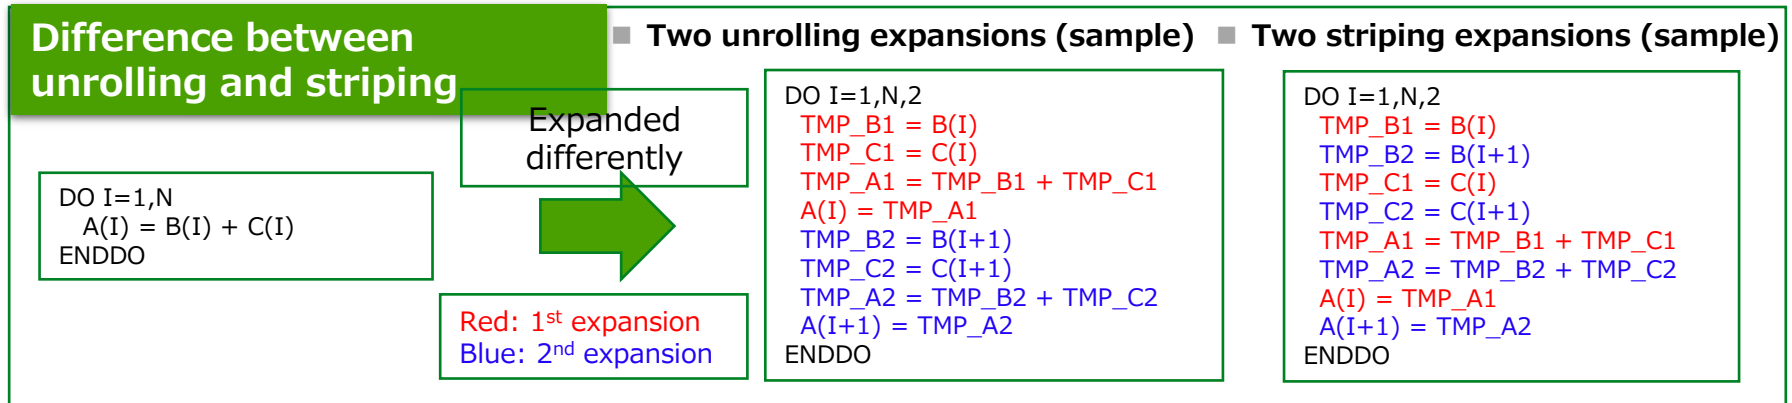 Difference between
unrolling and striping
DO I=1,N
A(I) = B(I) + C(I)
ENDDO
Expanded
differently
Red: 1st expansion
Blue: 2nd expansion
Two unrolling expansions (sample)
DO I=1,N,2
TMP_B1 = B(I)
TMP_C1 = C(I)
TMP_A1 = TMP_B1 + TMP_C1
A(I) = TMP_A1
TMP_B2 = B(I+1)
TMP_C2 = C(I+1)
TMP_A2 = TMP_B2 + TMP_C2
A(I+1) = TMP_A2
ENDDO
Two striping expansions (sample)
DO I=1,N,2
TMP_B1 = B(I)
TMP_B2 = B(I+1)
TMP_C1 = C(I)
TMP_C2 = C(I+1)
TMP_A1 = TMP_B1 + TMP_C1
TMP_A2 = TMP_B2 + TMP_C2
A(I) = TMP_A1
A(I+1) = TMP_A2
ENDDO